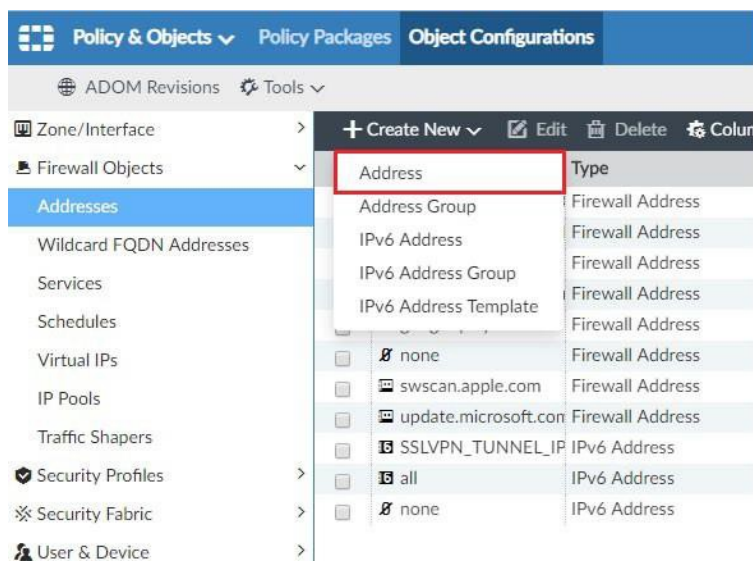 Policy & Objects Policy Packages Object Configurations
ADOM Revisions Tools
Zone/Interface
Firewall Objects
Addresses
Wildcard FQDN Addresses
Services
Schedules
Virtual IPs
IP Pools
Traffic Shapers
Security Profiles
Security Fabric
User & Device
+ Create New Edit Delete Colu
Type
Address
Address Group
IPv6 Address
IPv6 Address Group
IPv6 Address Template
Firewall Address
Firewall Address
Firewall Address
Firewall Address
Firewall Address
none Firewall Address
swscan.apple.com Firewall Address
update.microsoft.com Firewall Address
SSLVPN_TUNNEL_IP IPv6 Address
all IPv6 Address
none IPv6 Address